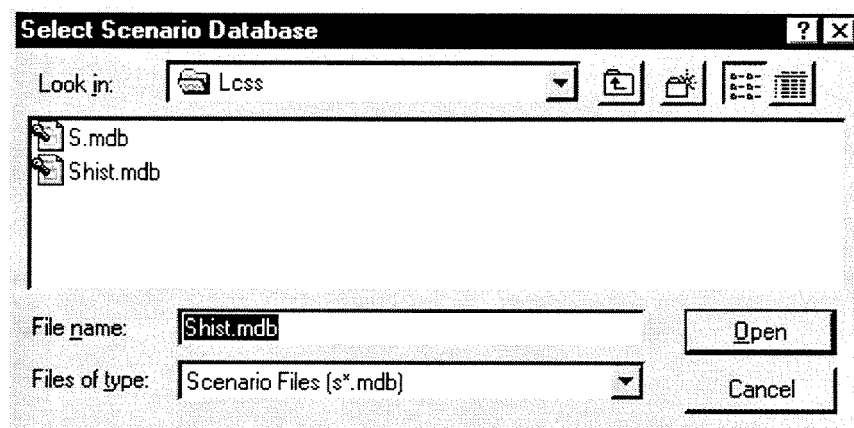 Select Scenario Database
Look in: Lcss
S.mdb
Shist.mdb
File name: Shist.mdb Open
Files of type: Scenario Files (s*.mdb) Cancel